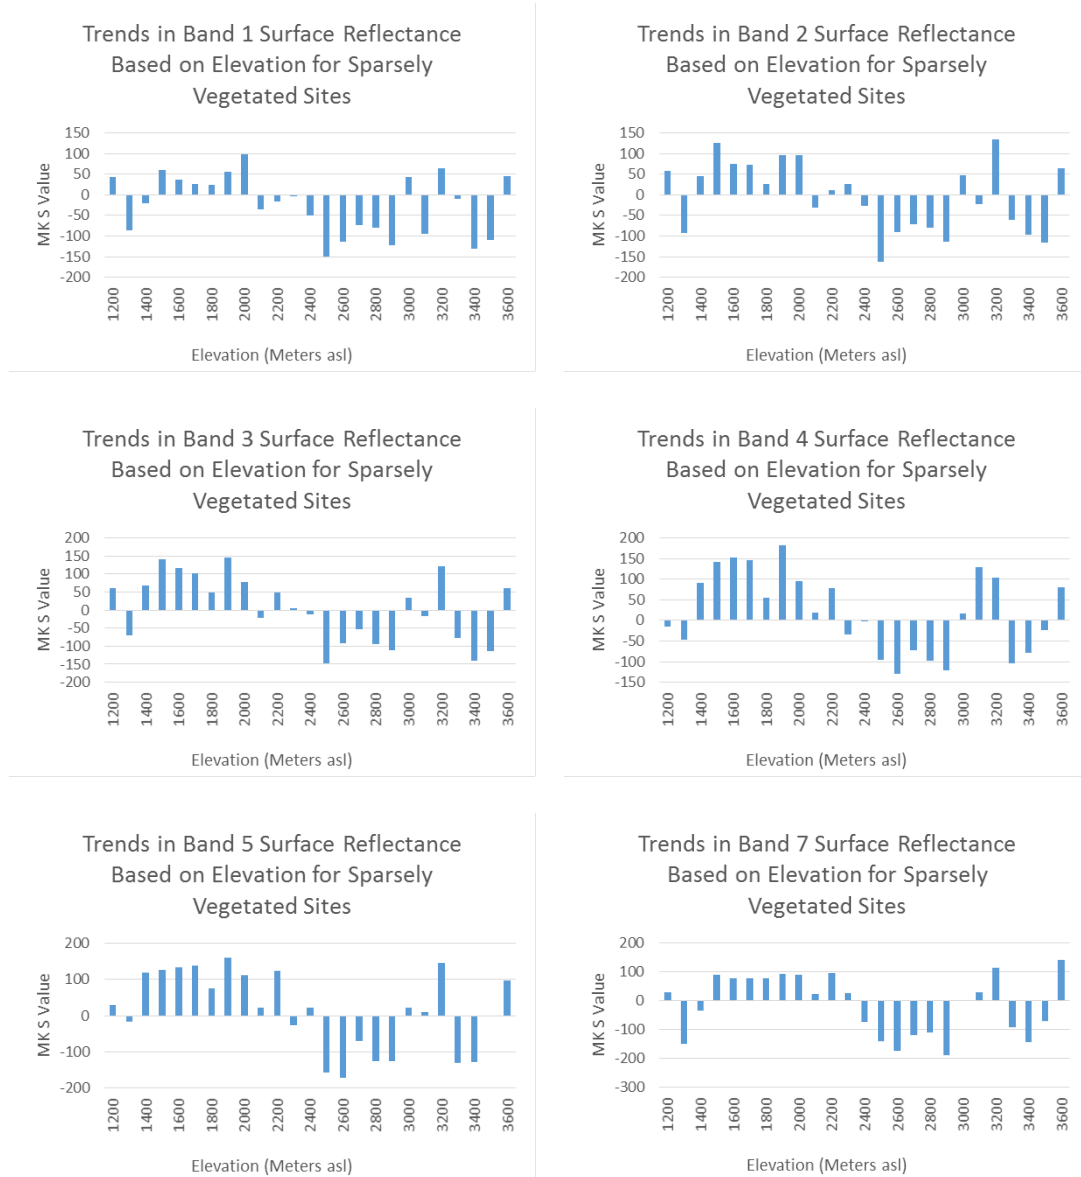 Trends in Band 1 Surface Reflectance
Based on Elevation for Sparsely
Vegetated Sites
150
100
50
0
-50
-100
-150
-200
MK S Value
1200 1400 1600 1800 2000 2200 2400 2600 2800 3000 3200 3400 3600
Elevation (Meters asl)
Trends in Band 2 Surface Reflectance
Based on Elevation for Sparsely
Vegetated Sites
150
100
50
0
-50
-100
-150
-200
MK S Value
1200 1400 1600 1800 2000 2200 2400 2600 2800 3000 3200 3400 3600
Elevation (Meters asl)
Trends in Band 3 Surface Reflectance
Based on Elevation for Sparsely
Vegetated Sites
200
150
100
50
0
-50
-100
-150
-200
MK S Value
1200 1400 1600 1800 2000 2200 2400 2600 2800 3000 3200 3400 3600
Elevation (Meters asl)
Trends in Band 4 Surface Reflectance
Based on Elevation for Sparsely
Vegetated Sites
200
150
100
50
0
-50
-100
-150
MK S Value
1200 1400 1600 1800 2000 2200 2400 2600 2800 3000 3200 3400 3600
Elevation (Meters asl)
Trends in Band 5 Surface Reflectance
Based on Elevation for Sparsely
Vegetated Sites
200
100
0
-100
-200
MK S Value
1200 1400 1600 1800 2000 2200 2400 2600 2800 3000 3200 3400 3600
Elevation (Meters asl)
Trends in Band 7 Surface Reflectance
Based on Elevation for Sparsely
Vegetated Sites
200
100
0
-100
-200
-300
MK S Value
1200 1400 1600 1800 2000 2200 2400 2600 2800 3000 3200 3400 3600
Elevation (Meters asl)